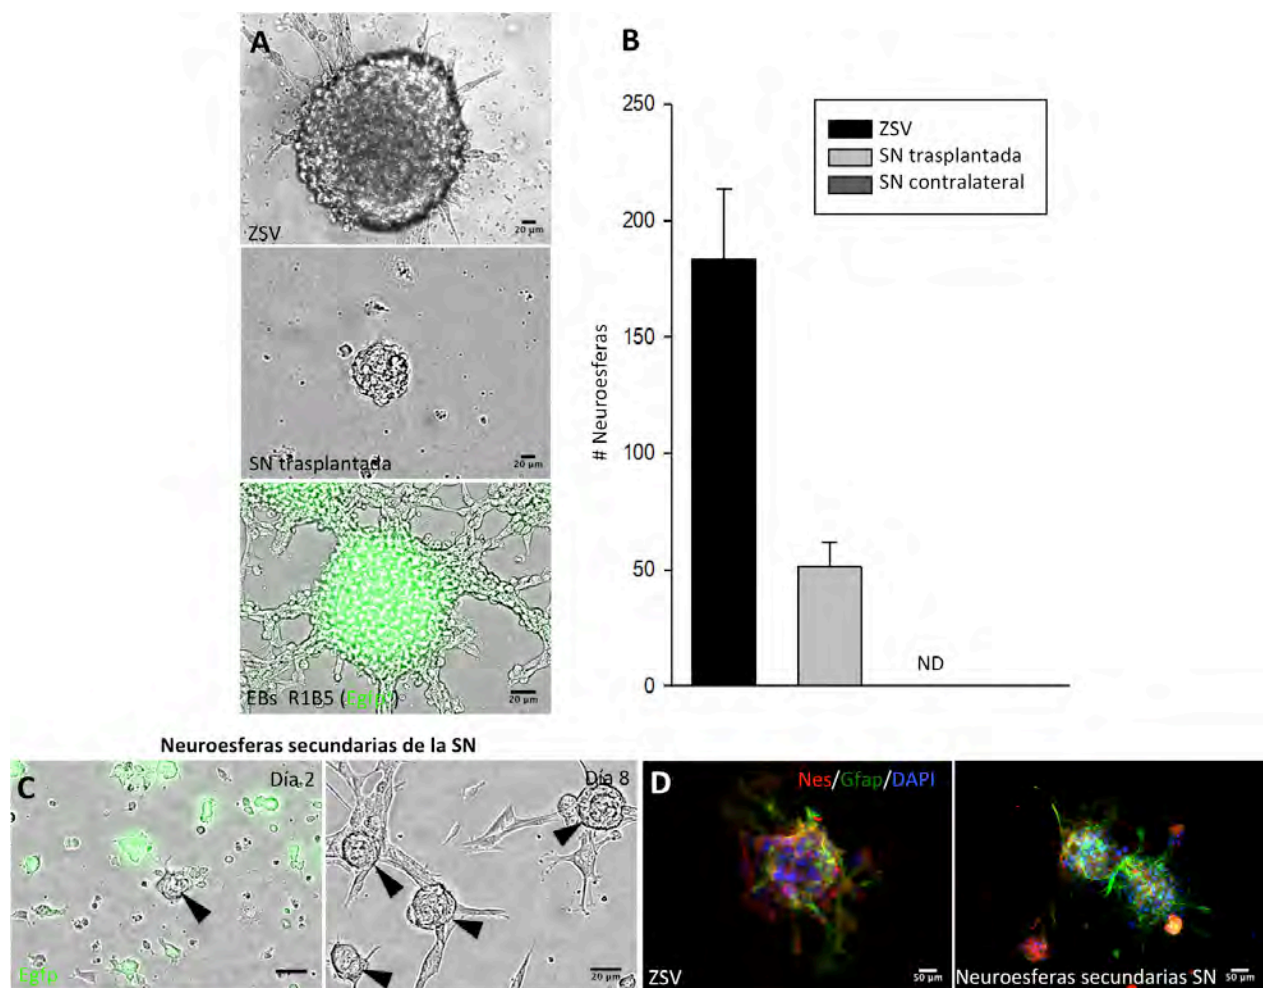 A
ZSV
20 µm
SN trasplantada
20 µm
EBs R1B5 (Egfp+)
20 µm
B
250
200
150
100
50
0
# Neuroesferas
ZSV
SN trasplantada
SN contralateral
ND
Neuroesferas secundarias de la SN
C
Día 2
Egfp
Día 8
20 µm
D
Nes/Gfap/DAPI
ZSV
50 µm
Neuroesferas secundarias SN
50 µm